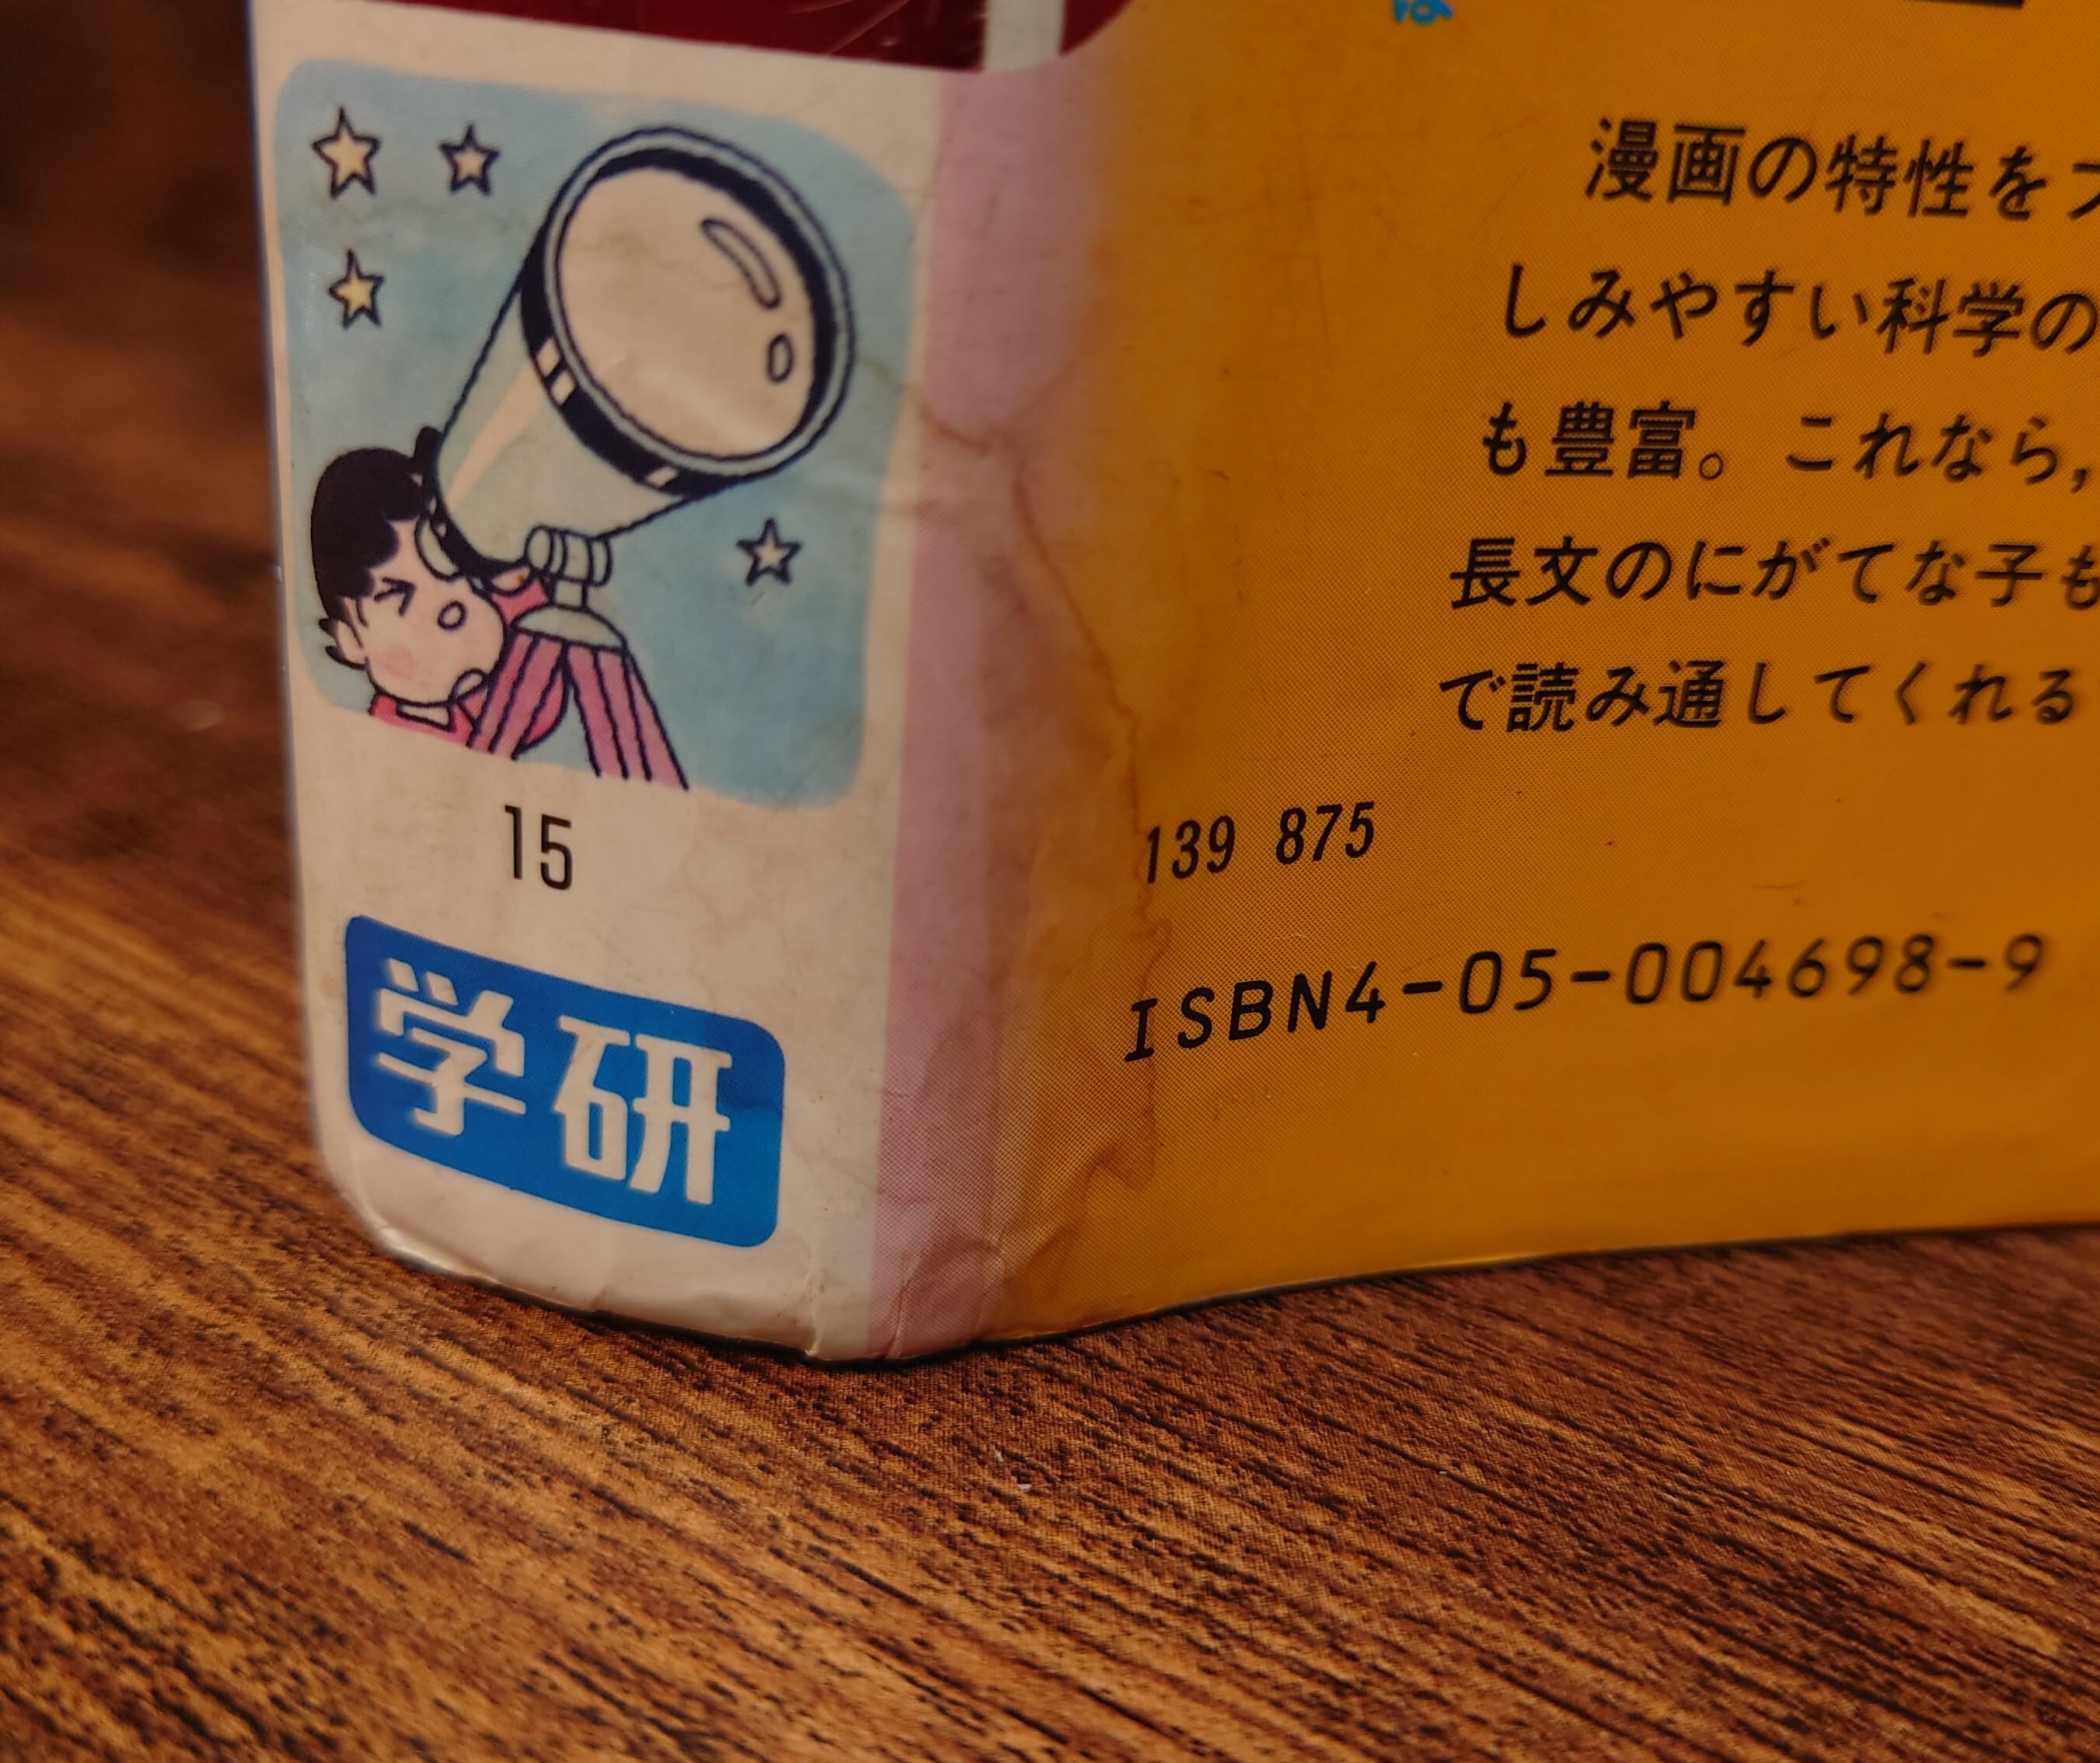 15
学研
漫画の特性を
しみやすい科学の
も豊富。これなら,
長文のにがてな子も
で読み通してくれる
139 875
ISBN4-05-004698-9